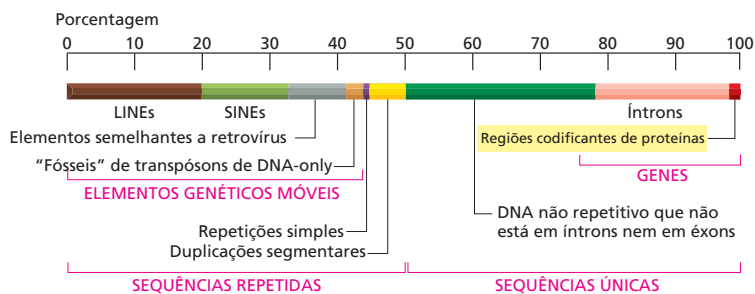 Porcentagem
0 10 20 30 40 50 60 70 80 90 100
LINEs SINEs Íntrons
Elementos semelhantes a retrovírus
Regiões codificantes de proteínas
“Fósseis” de transpósons de DNA-only
GENES
ELEMENTOS GENÉTICOS MÓVEIS
Repetições simples
DNA não repetitivo que não
está em íntrons nem em éxons
Duplicações segmentares
SEQUÊNCIAS REPETIDAS SEQUÊNCIAS ÚNICAS